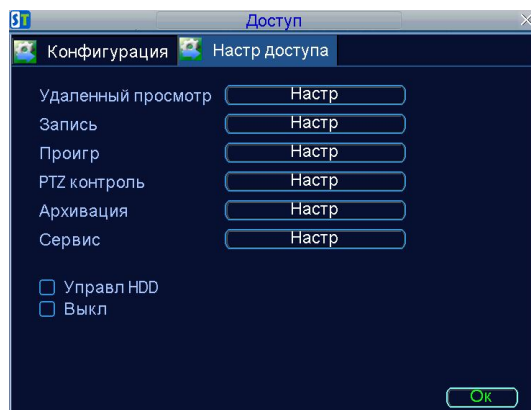 ST Доступ
Конфигурация Настр доступа
Удаленный просмотр Настр
Запись Настр
Проигр Настр
PTZ контроль Настр
Архивация Настр
Сервис Настр
Управл HDD
Выкл
Ок